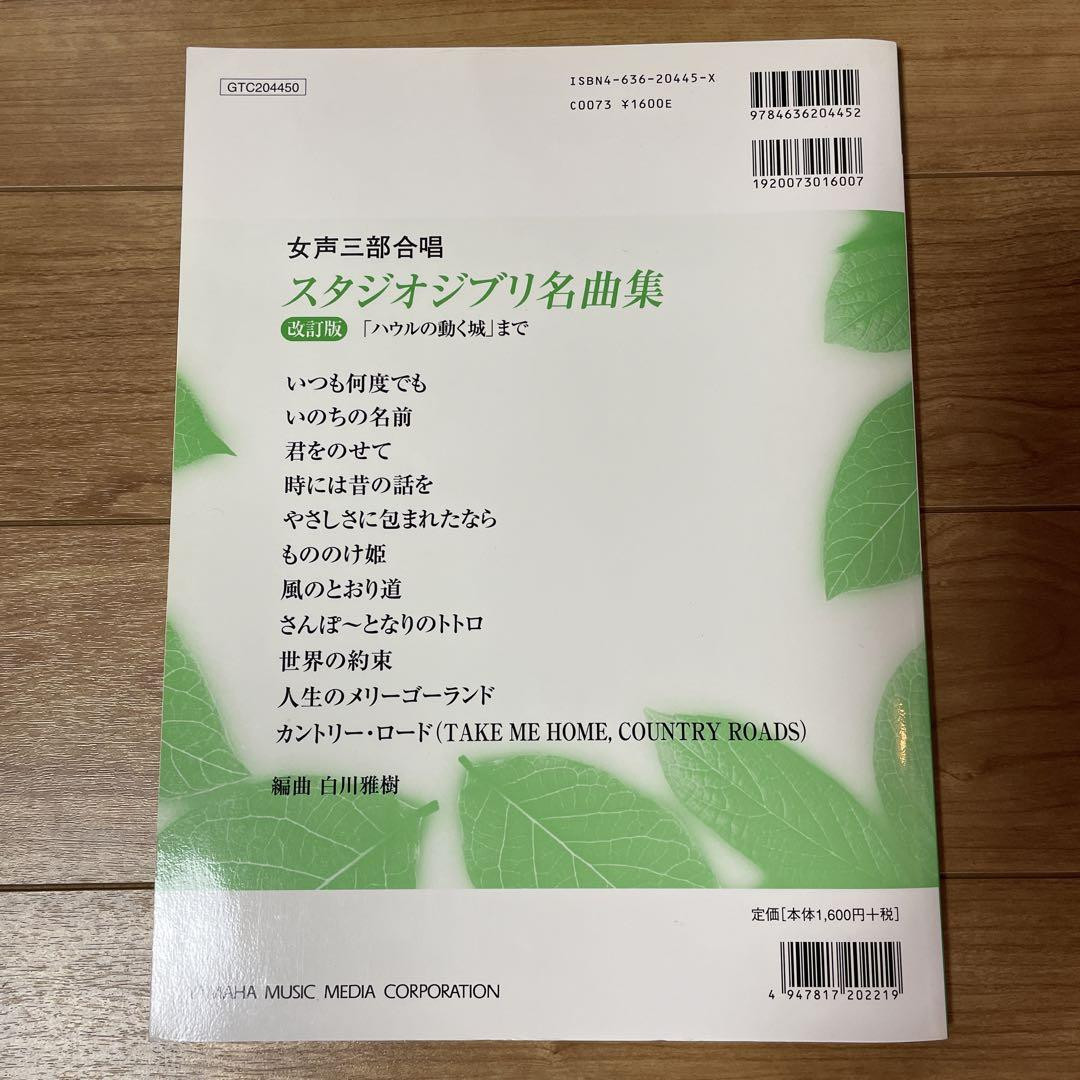 GTC204450
ISBN4-636-20445-X
C0073 ¥1600E
9784636204452
1920073016007
女声三部合唱
スタジオジブリ名曲集
改訂版 「ハウルの動く城」まで
いつも何度でも
いのちの名前
君をのせて
時には昔の話を
やさしさに包まれたなら
もののけ姫
風のとおり道
さんぽ〜となりのトトロ
世界の約束
人生のメリーゴーランド
カントリー・ロード(TAKE ME HOME, COUNTRY ROADS)
編曲 白川雅樹
定価[本体1,600円+税]
4 947817 202219
YAMAHA MUSIC MEDIA CORPORATION